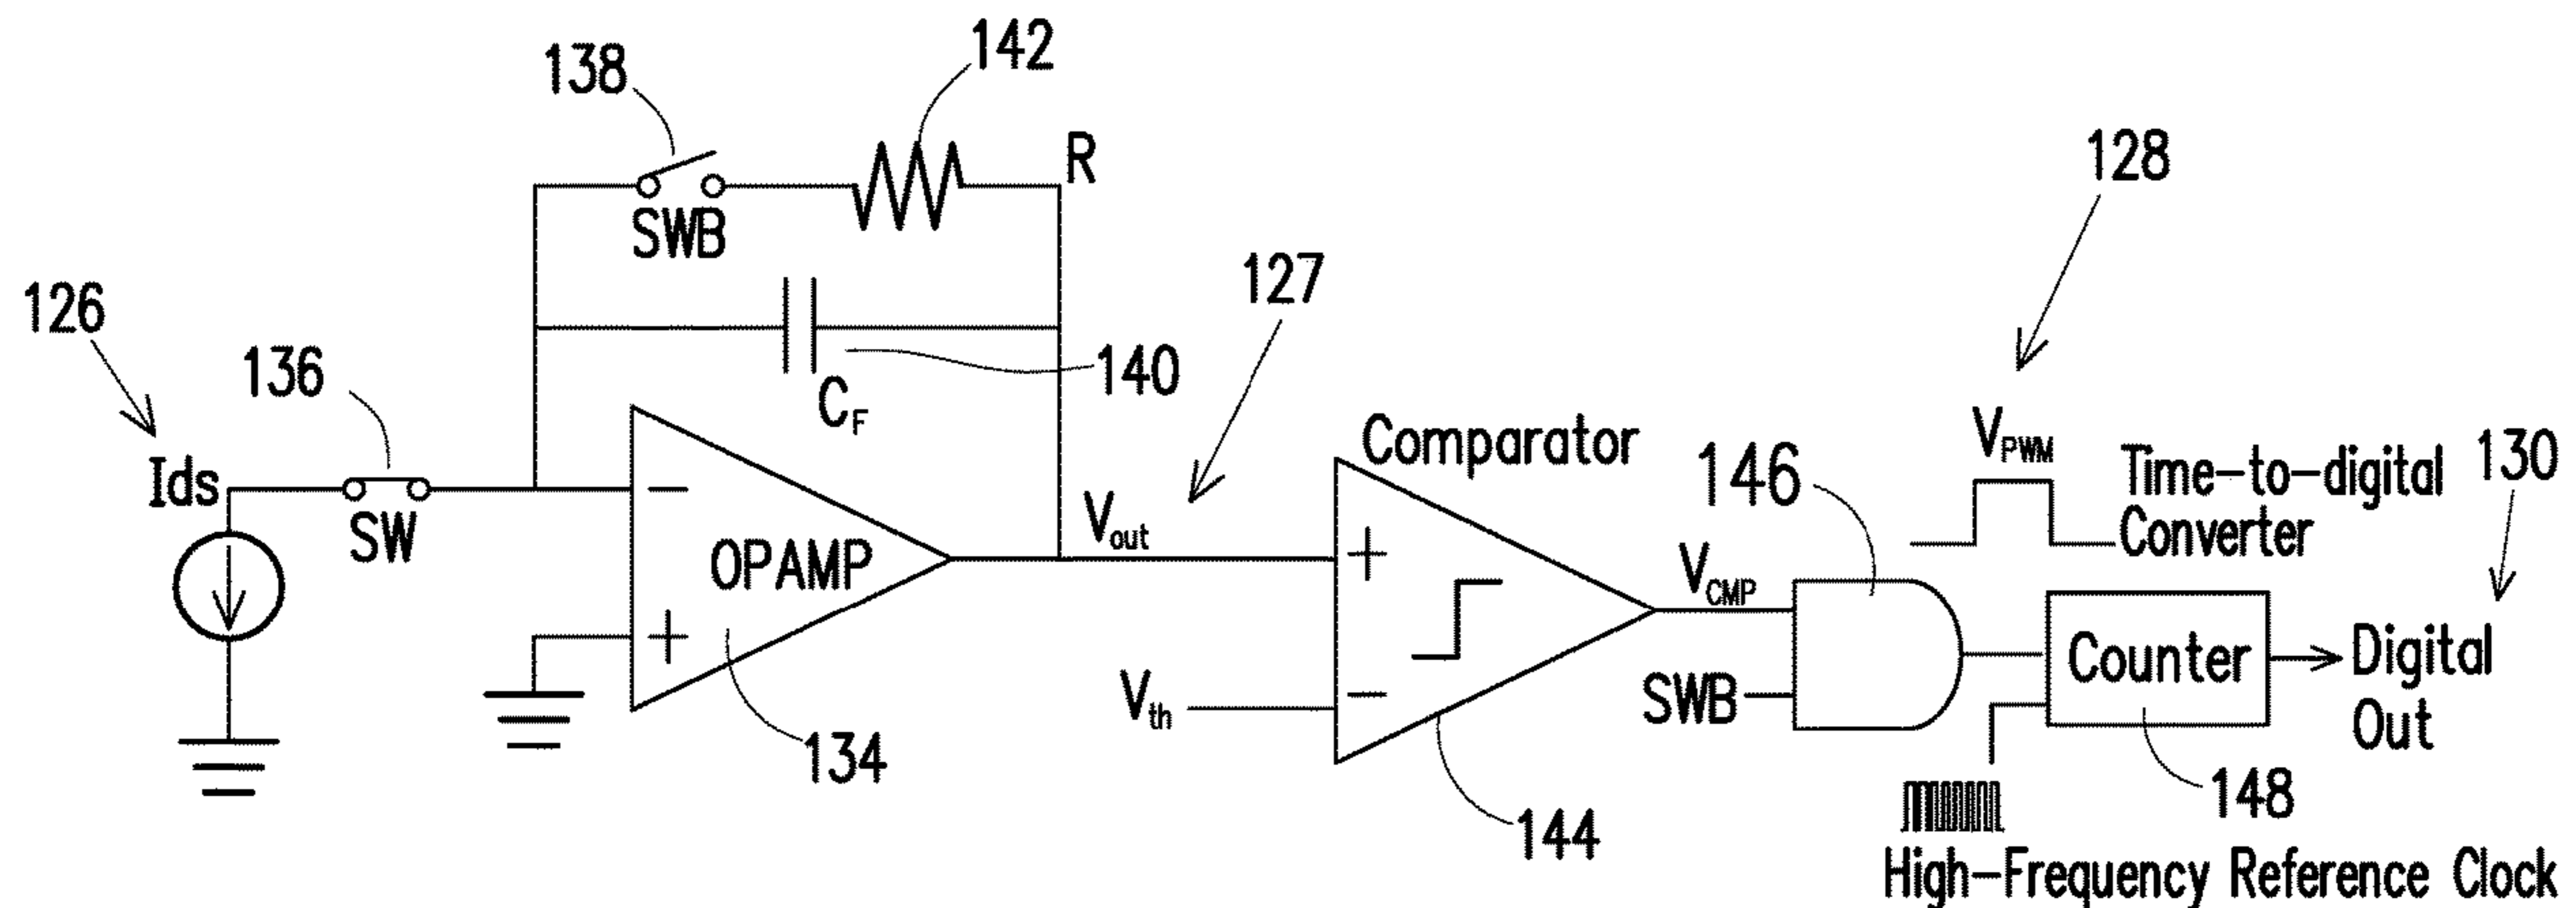 142
138
R
128
SWB
127
126
136
140
C_F
Comparator
146
V_PWM
Time-to-digital
Converter
130
Ids
SW
−
OPAMP
+
V_out
+
V_CMP
−
V_th
SWB
Counter
Digital
Out
134
144
148
High-Frequency Reference Clock